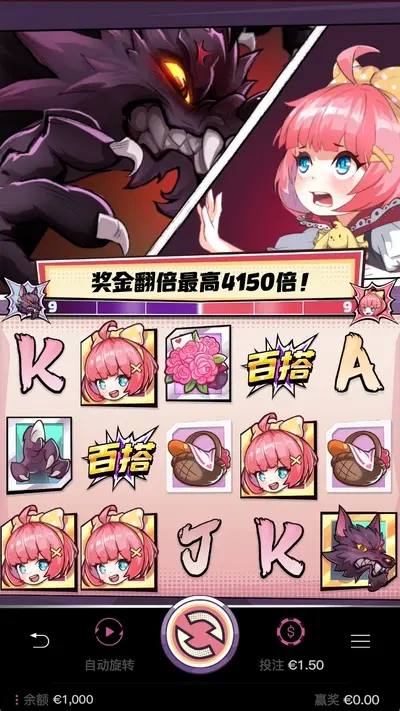 奖金翻倍最高4150倍！
9 9
K 百搭 A
百搭
J K
自动旋转 投注 €1.50
余额 €1,000 赢奖 €0.00